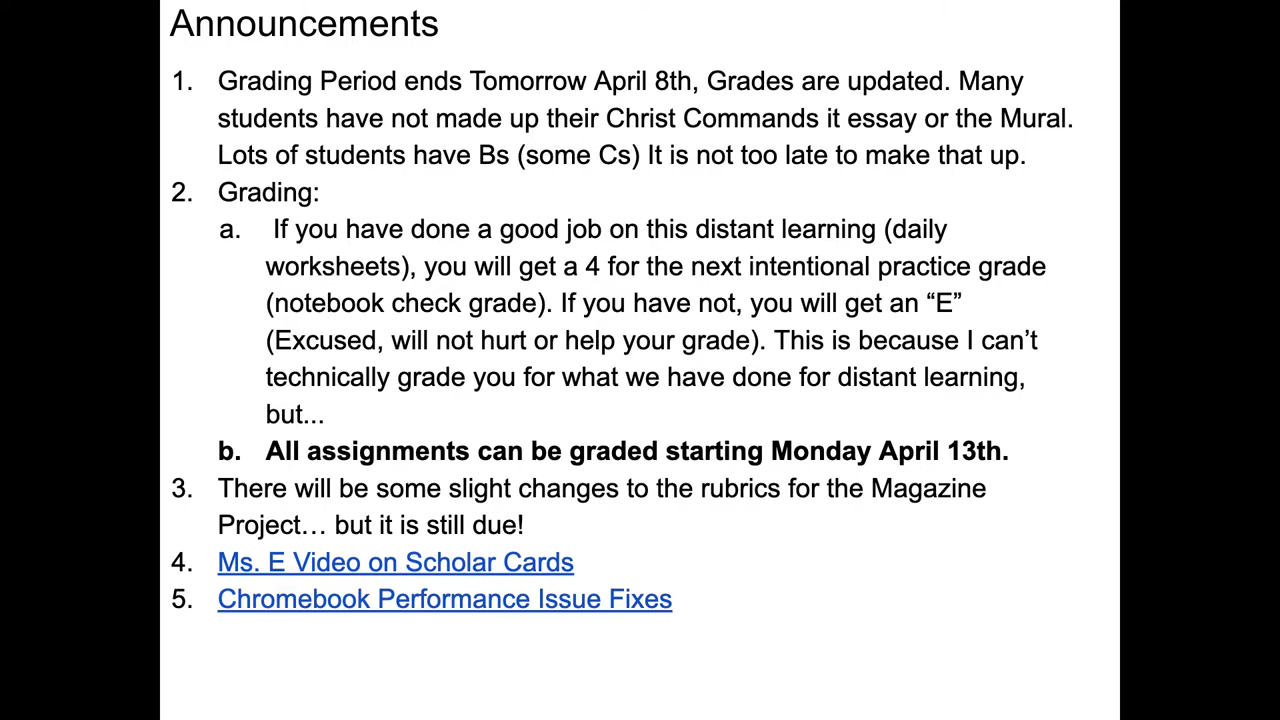 Announcements
1. Grading Period ends Tomorrow April 8th, Grades are updated. Many
students have not made up their Christ Commands it essay or the Mural.
Lots of students have Bs (some Cs) It is not too late to make that up.
2. Grading:
a. If you have done a good job on this distant learning (daily
worksheets), you will get a 4 for the next intentional practice grade
(notebook check grade). If you have not, you will get an “E”
(Excused, will not hurt or help your grade). This is because I can’t
technically grade you for what we have done for distant learning,
but...
b. All assignments can be graded starting Monday April 13th.
3. There will be some slight changes to the rubrics for the Magazine
Project… but it is still due!
4. Ms. E Video on Scholar Cards
5. Chromebook Performance Issue Fixes